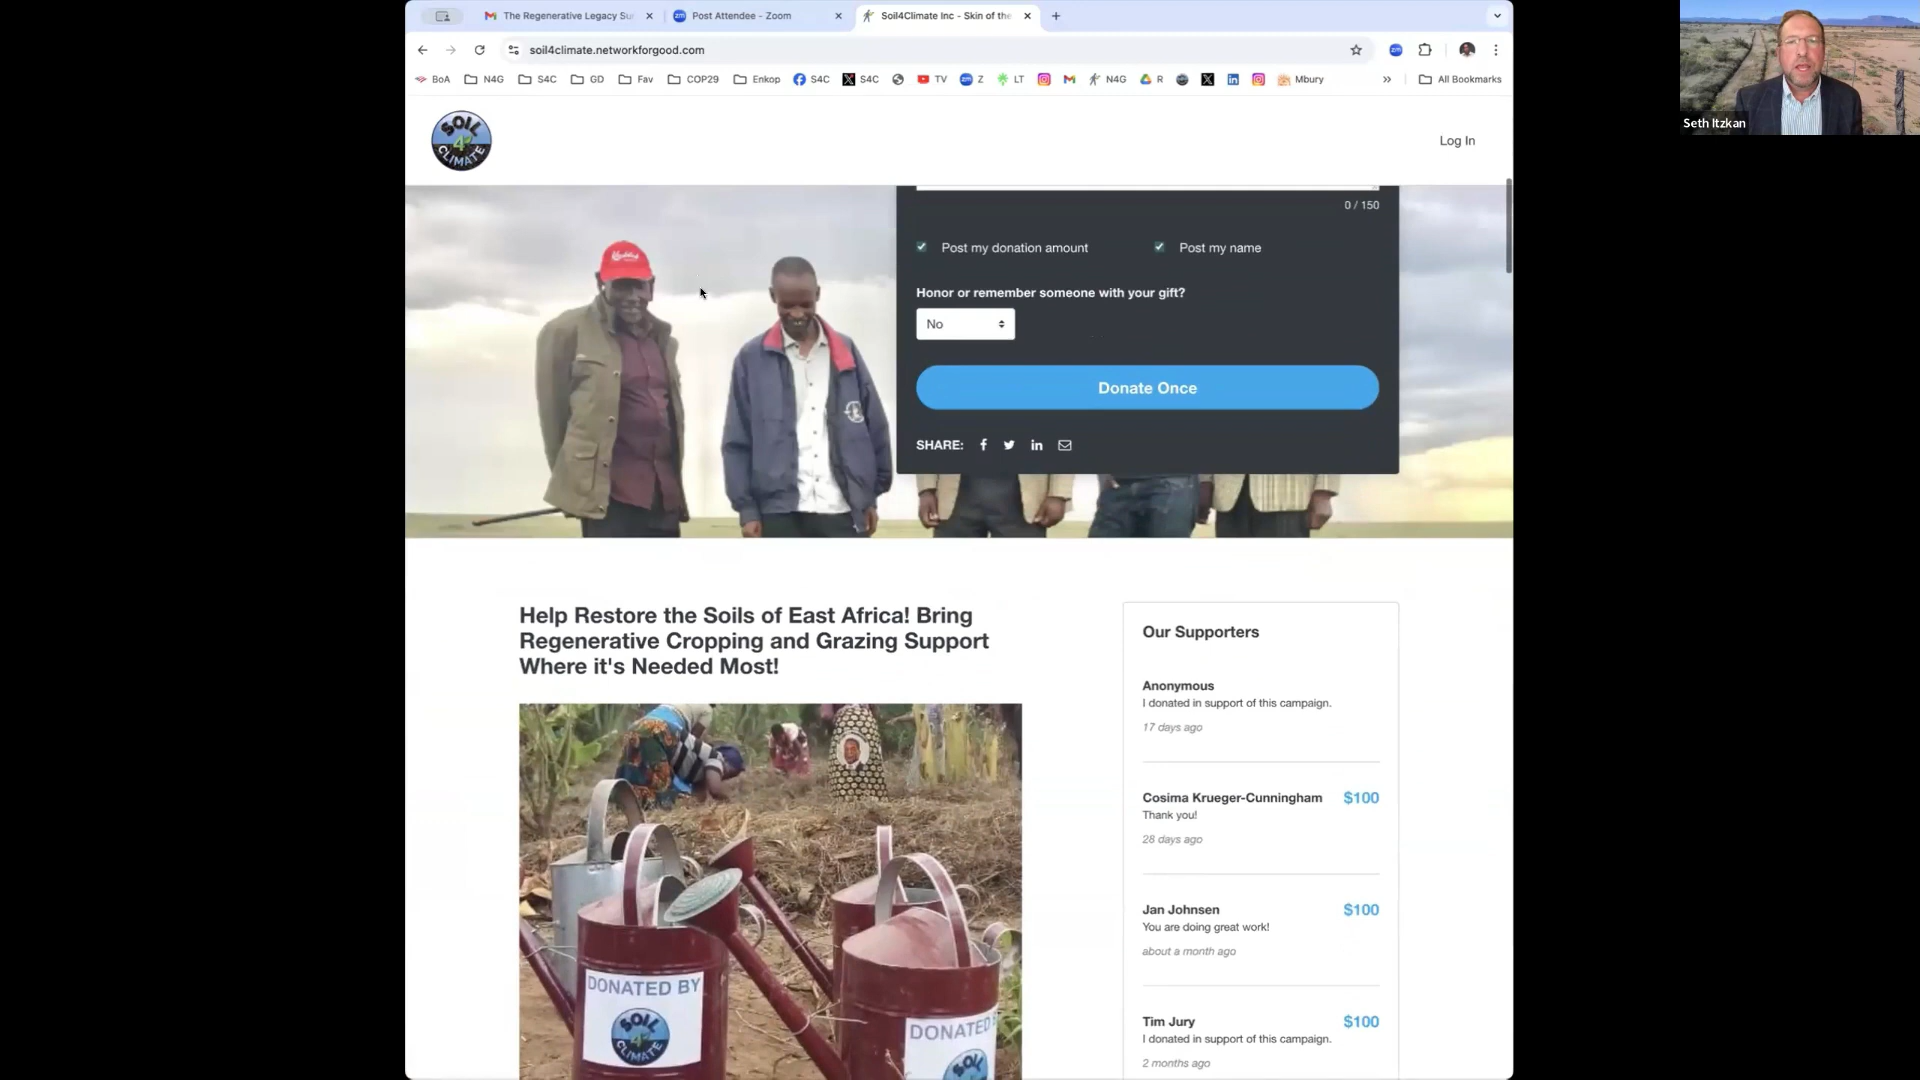 The Regenerative Legacy Su
Post Attendee - Zoom
Soil4Climate Inc - Skin of the
soil4climate.networkforgood.com
BoA
N4G
S4C
GD
Fav
COP29
Enkop
S4C
S4C
TV
Z
LT
N4G
R
Mbury
All Bookmarks
Seth Itzkan
SOIL
4
CLIMATE
Log In
0 / 150
Post my donation amount
Post my name
Honor or remember someone with your gift?
No
Donate Once
SHARE:
Help Restore the Soils of East Africa! Bring
Regenerative Cropping and Grazing Support
Where it's Needed Most!
Our Supporters
Anonymous
I donated in support of this campaign.
17 days ago
Cosima Krueger-Cunningham $100
Thank you!
28 days ago
Jan Johnsen $100
You are doing great work!
about a month ago
Tim Jury $100
I donated in support of this campaign.
2 months ago
DONATED BY
SOIL
4
CLIMATE
DONATED
SOIL